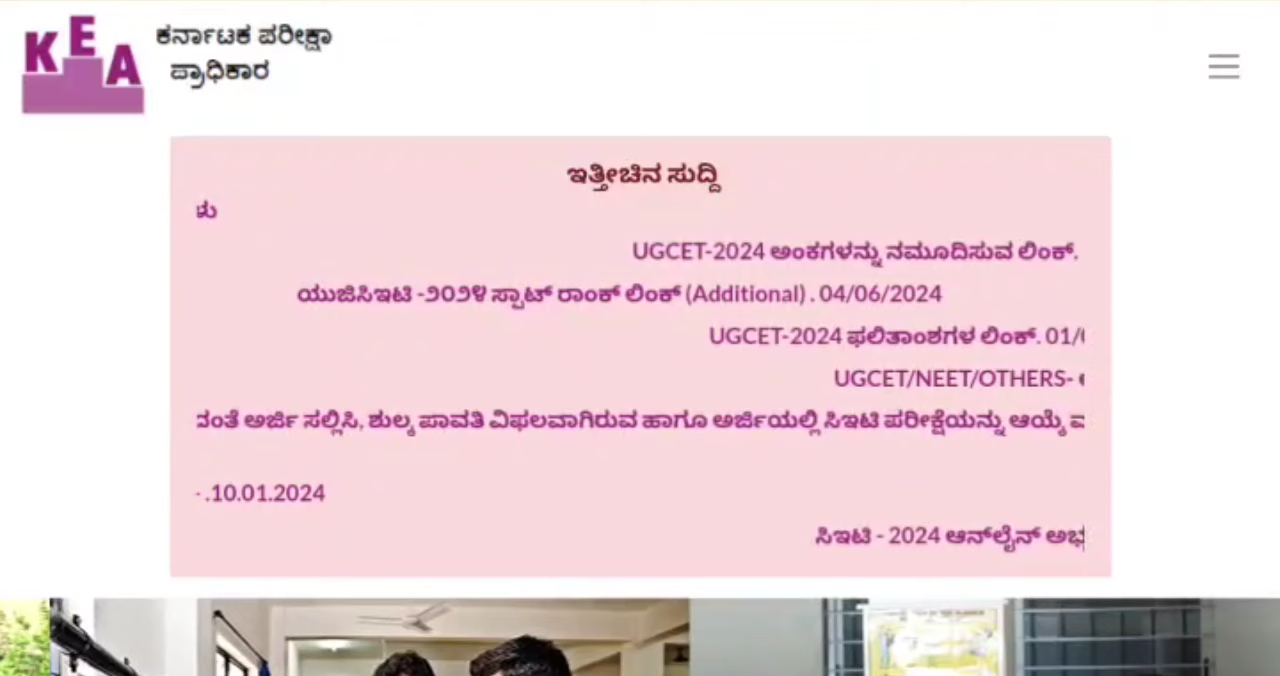 KEA
ಕರ್ನಾಟಕ ಪರೀಕ್ಷಾ
ಪ್ರಾಧಿಕಾರ
ಇತ್ತೀಚಿನ ಸುದ್ದಿ
ಳು
UGCET-2024 ಅಂಕಗಳನ್ನು ನಮೂದಿಸುವ ಲಿಂಕ್.
ಯುಜಿಸಿಇಟಿ -೨೦೨೪ ಸ್ಪಾಟ್ ರಾಂಕ್ ಲಿಂಕ್ (Additional) . 04/06/2024
UGCET-2024 ಫಲಿತಾಂಶಗಳ ಲಿಂಕ್. 01/
UGCET/NEET/OTHERS-
ನಂತೆ ಅರ್ಜಿ ಸಲ್ಲಿಸಿ, ಶುಲ್ಕ ಪಾವತಿ ವಿಫಲವಾಗಿರುವ ಹಾಗೂ ಅರ್ಜಿಯಲ್ಲಿ ಸಿಇಟಿ ಪರೀಕ್ಷೆಯನ್ನು ಆಯ್ಕೆ
- .10.01.2024
ಸಿಇಟಿ - 2024 ಆನ್‌ಲೈನ್ ಅಭ